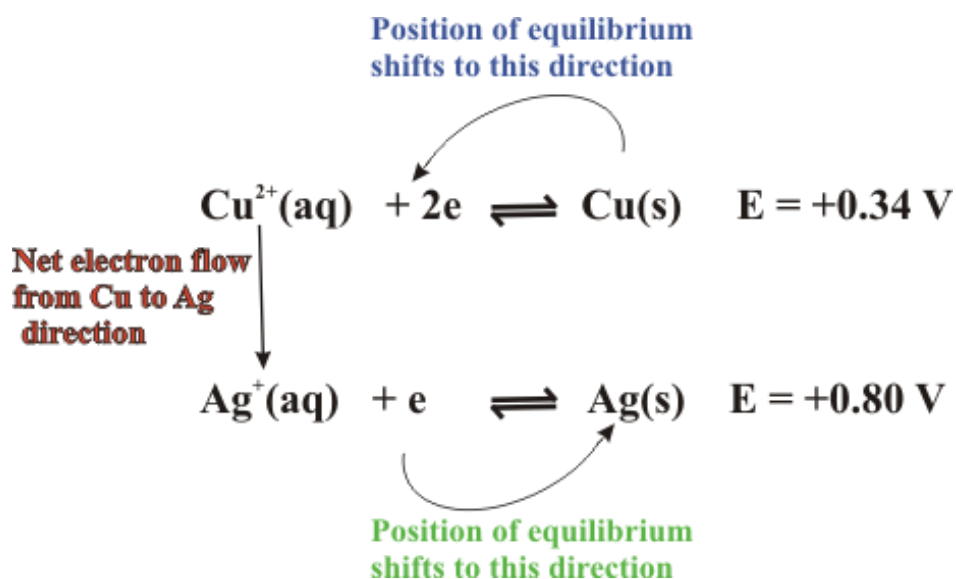 Position of equilibrium
shifts to this direction
Cu²⁺(aq) + 2e ⇌ Cu(s) E = +0.34 V
Net electron flow
from Cu to Ag
direction
Ag⁺(aq) + e ⇌ Ag(s) E = +0.80 V
Position of equilibrium
shifts to this direction